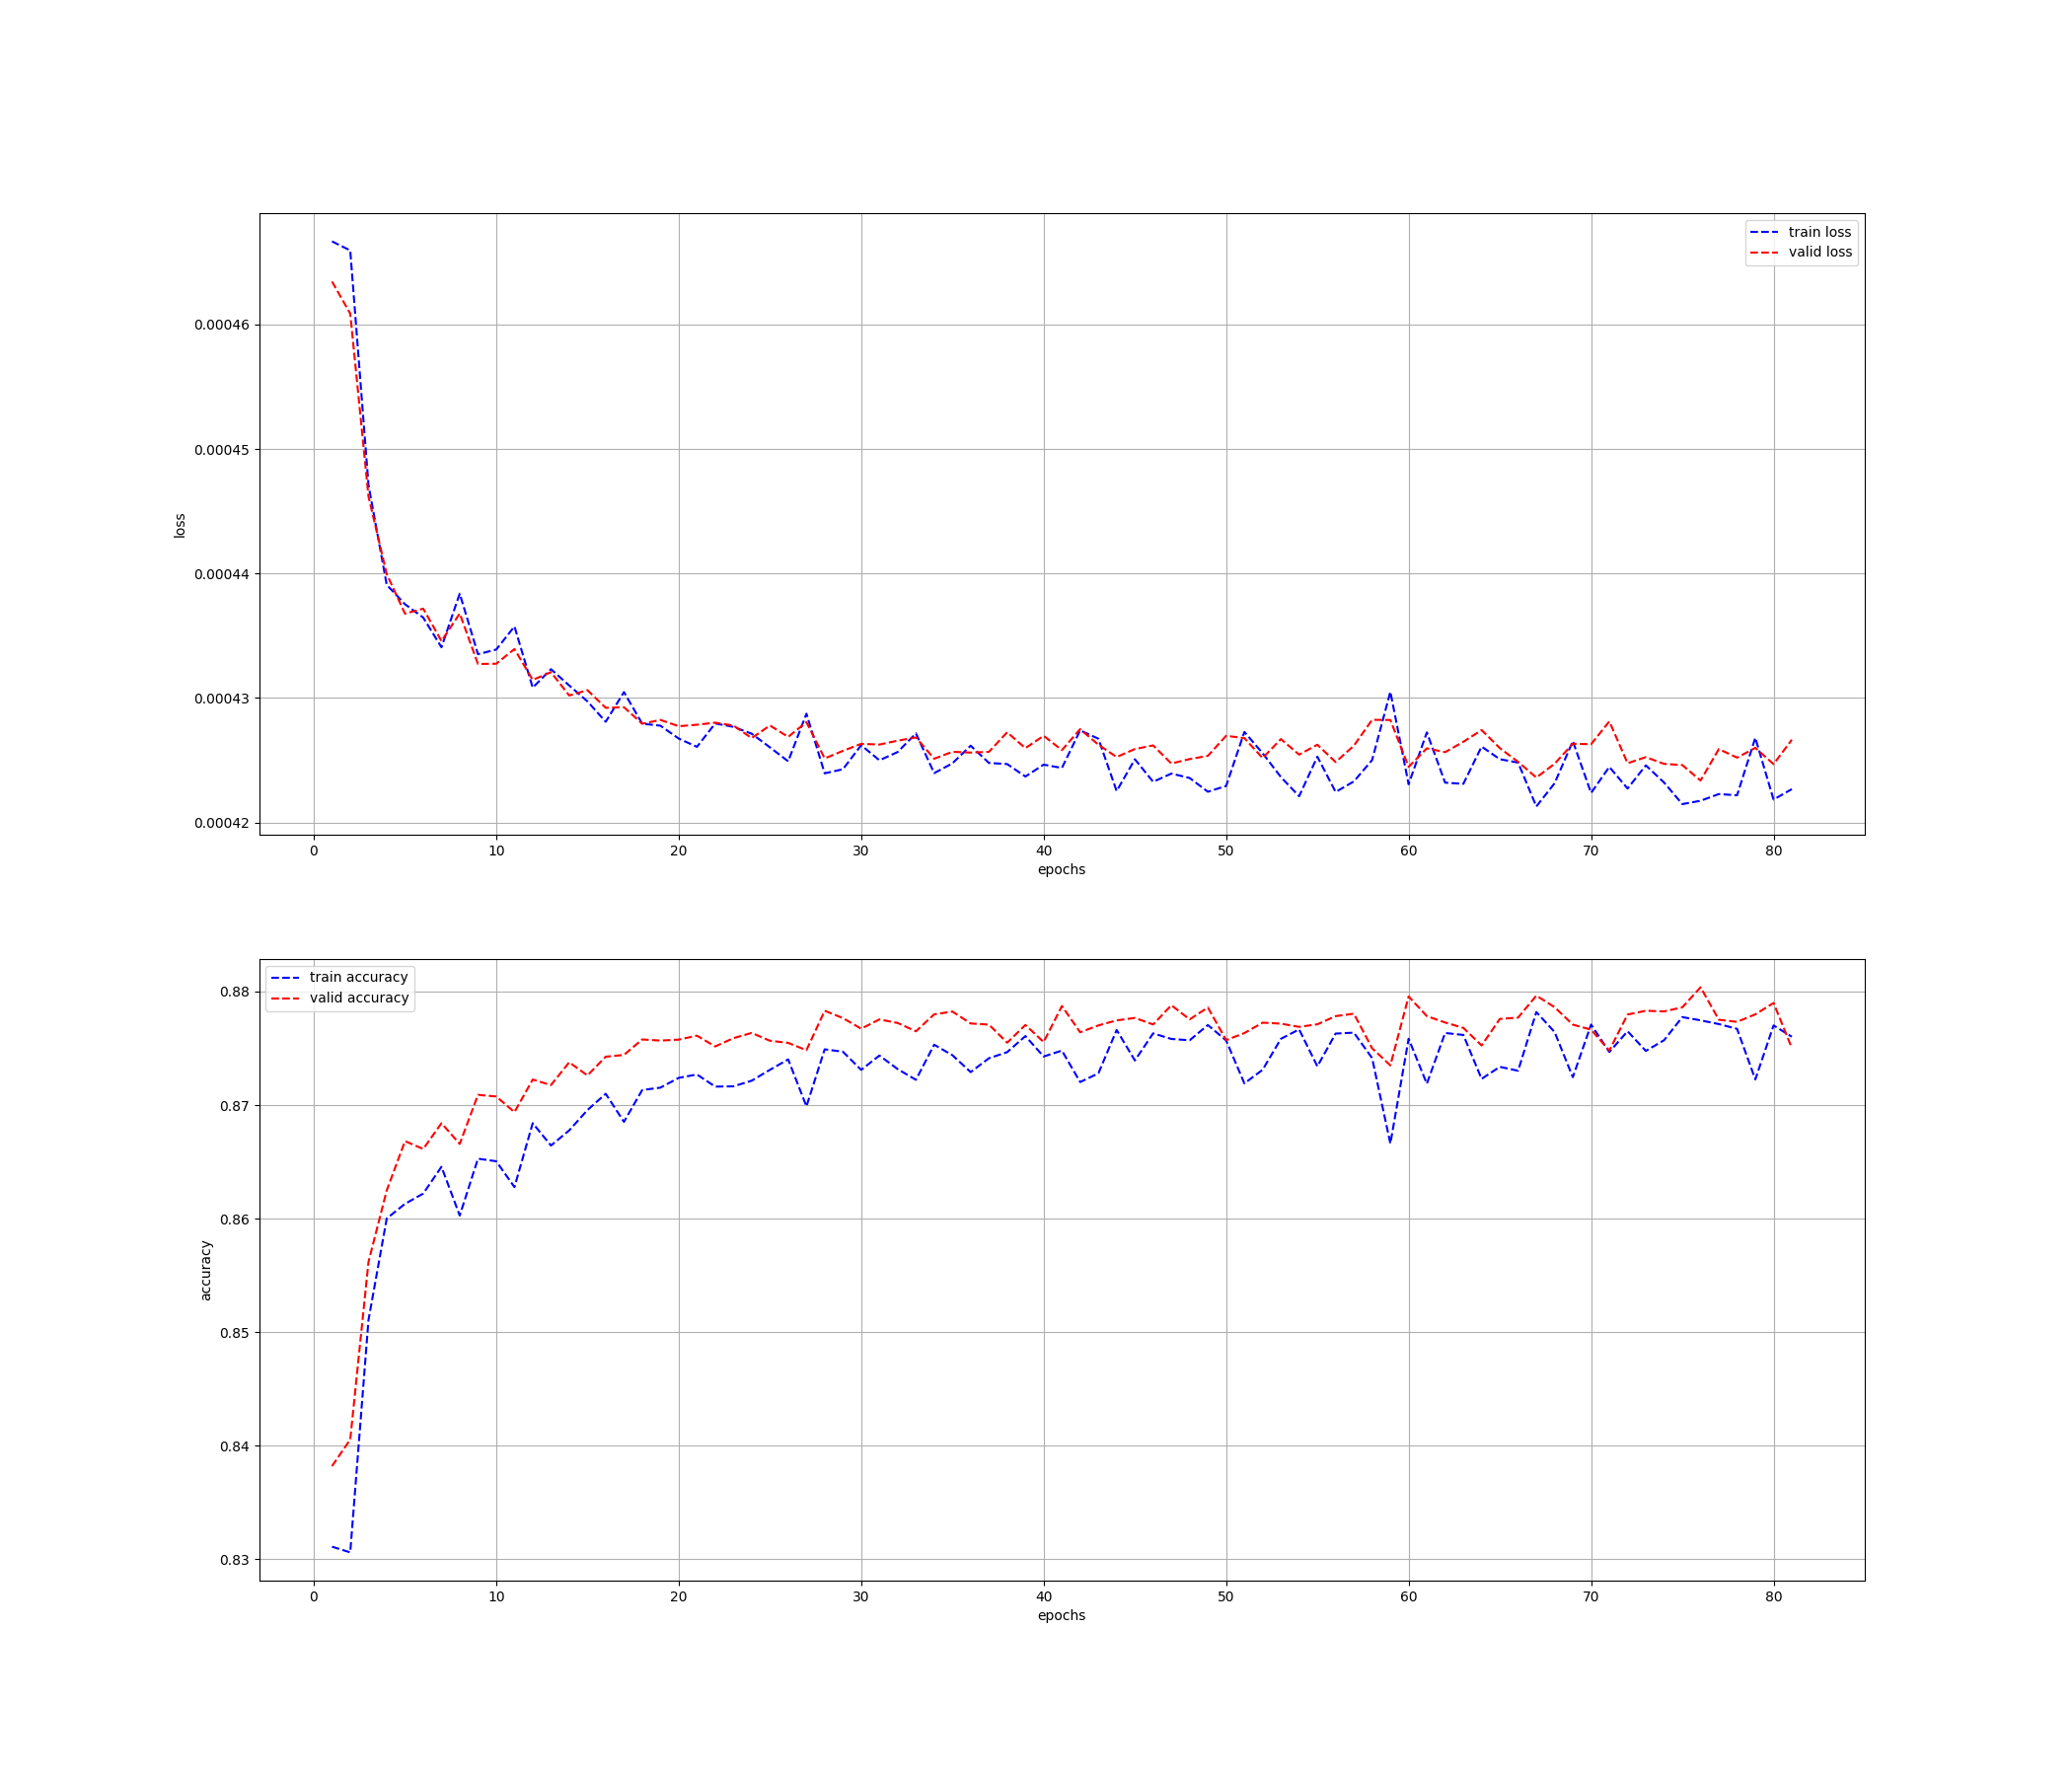 train loss
valid loss
0.00046
0.00045
0.00044
0.00043
0.00042
loss
0 10 20 30 40 50 60 70 80
epochs
train accuracy
valid accuracy
0.88
0.87
0.86
0.85
0.84
0.83
accuracy
0 10 20 30 40 50 60 70 80
epochs